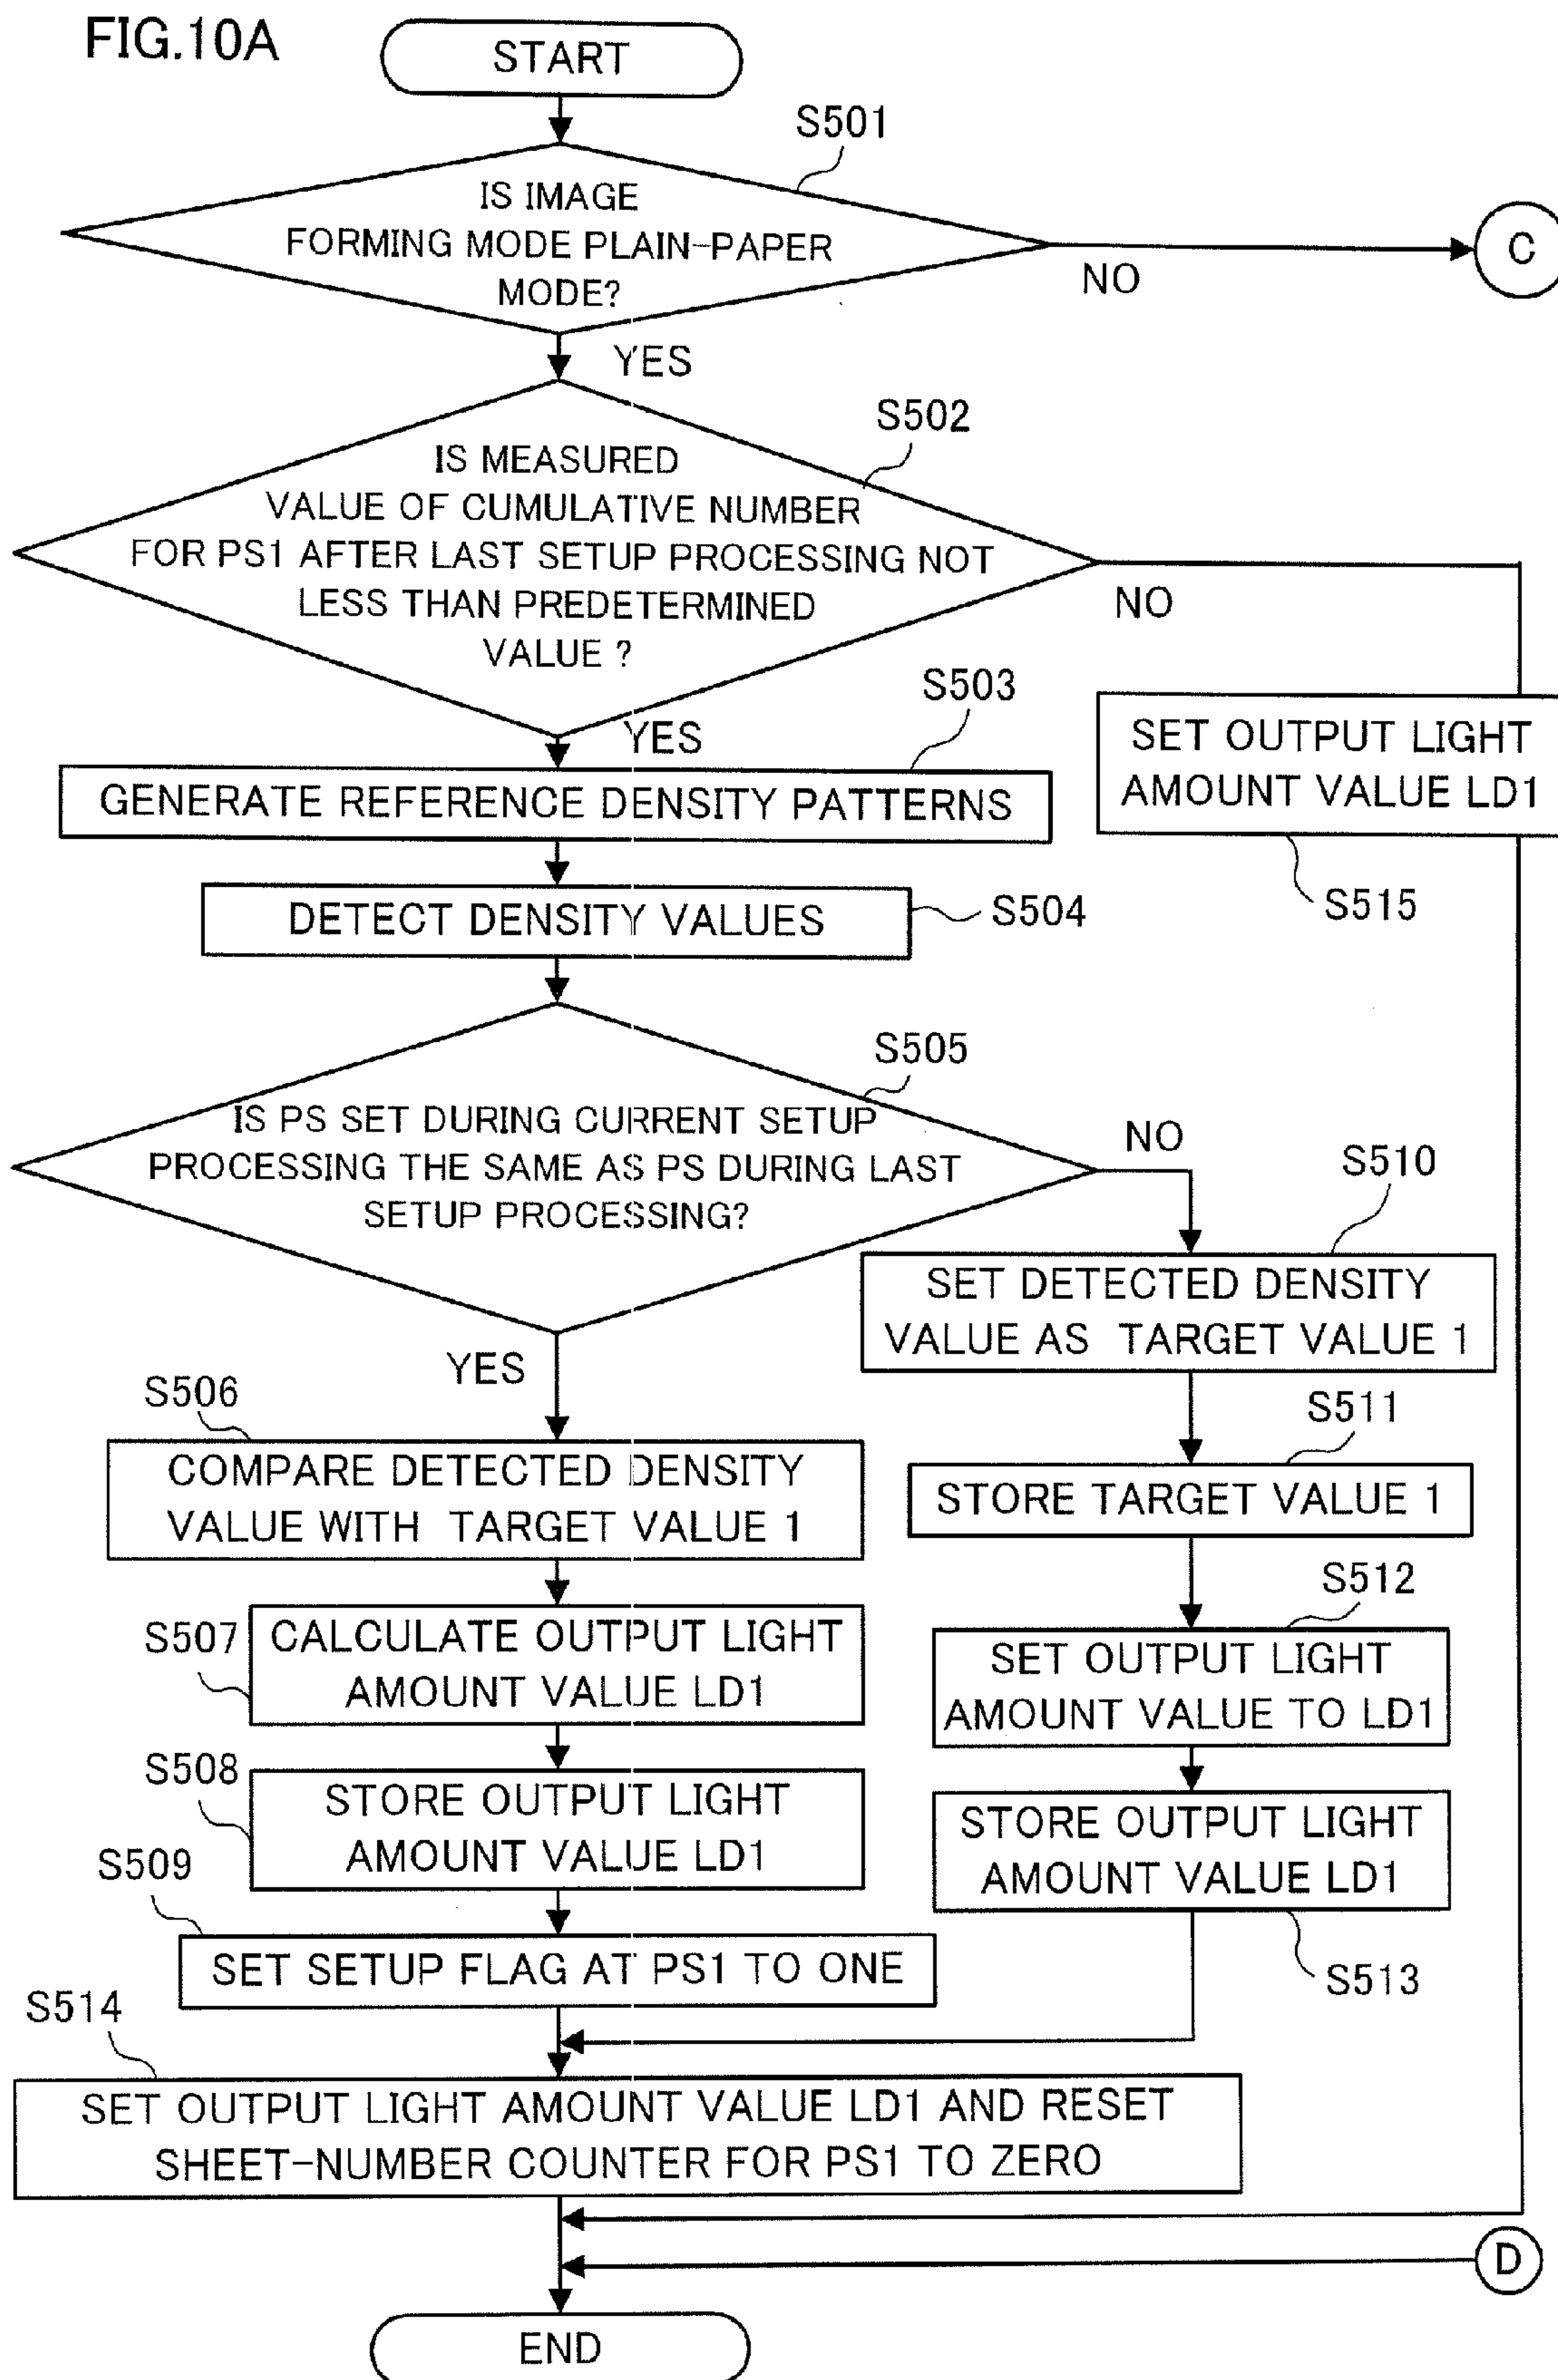 FIG.10A
START
S501
IS IMAGE
FORMING MODE PLAIN-PAPER
MODE?
NO
C
YES
S502
IS MEASURED
VALUE OF CUMULATIVE NUMBER
FOR PS1 AFTER LAST SETUP PROCESSING NOT
LESS THAN PREDETERMINED
VALUE ?
NO
YES
S503
GENERATE REFERENCE DENSITY PATTERNS
SET OUTPUT LIGHT
AMOUNT VALUE LD1
S515
DETECT DENSITY VALUES
S504
S505
IS PS SET DURING CURRENT SETUP
PROCESSING THE SAME AS PS DURING LAST
SETUP PROCESSING?
NO
YES
S510
SET DETECTED DENSITY
VALUE AS TARGET VALUE 1
S506
COMPARE DETECTED DENSITY
VALUE WITH TARGET VALUE 1
S511
STORE TARGET VALUE 1
S507
CALCULATE OUTPUT LIGHT
AMOUNT VALUE LD1
S512
SET OUTPUT LIGHT
AMOUNT VALUE TO LD1
S508
STORE OUTPUT LIGHT
AMOUNT VALUE LD1
STORE OUTPUT LIGHT
AMOUNT VALUE LD1
S513
S509
SET SETUP FLAG AT PS1 TO ONE
S514
SET OUTPUT LIGHT AMOUNT VALUE LD1 AND RESET
SHEET-NUMBER COUNTER FOR PS1 TO ZERO
D
END